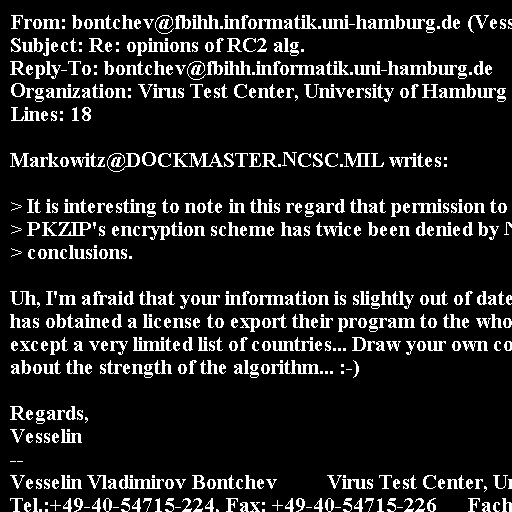 From: bontchev@fbihh.informatik.uni-hamburg.de (Vess
Subject: Re: opinions of RC2 alg.
Reply-To: bontchev@fbihh.informatik.uni-hamburg.de
Organization: Virus Test Center, University of Hamburg
Lines: 18

Markowitz@DOCKMASTER.NCSC.MIL writes:

> It is interesting to note in this regard that permission to
> PKZIP's encryption scheme has twice been denied by N
> conclusions.

Uh, I'm afraid that your information is slightly out of date
has obtained a license to export their program to the who
except a very limited list of countries... Draw your own co
about the strength of the algorithm... :-)

Regards,
Vesselin
--
Vesselin Vladimirov Bontchev Virus Test Center, Un
Tel.:+49-40-54715-224, Fax: +49-40-54715-226 Fach